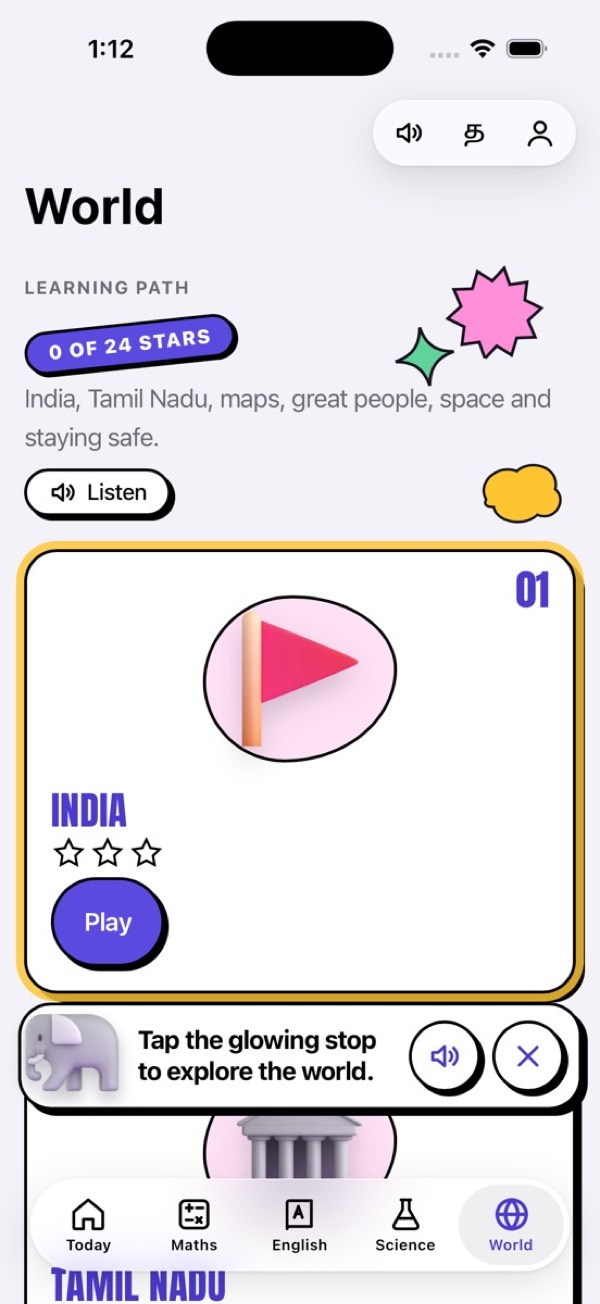 1:12
த
World
LEARNING PATH
0 OF 24 STARS
India, Tamil Nadu, maps, great people, space and
staying safe.
Listen
01
INDIA
Play
Tap the glowing stop
to explore the world.
A
Today
Maths
English
Science
World
TAMIL NADU